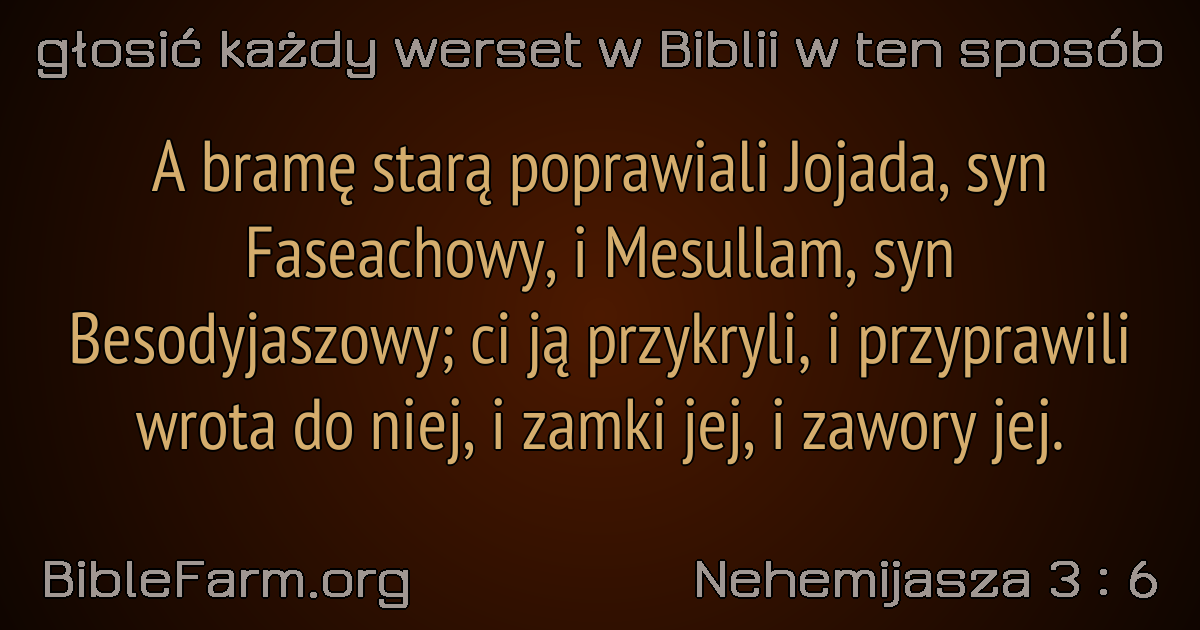 głosić każdy werset w Biblii w ten sposób
A bramę starą poprawiali Jojada, syn
Faseachowy, i Mesullam, syn
Besodyjaszowy; ci ją przykryli, i przyprawili
wrota do niej, i zamki jej, i zawory jej.
BibleFarm.org
Nehemijasza 3 : 6